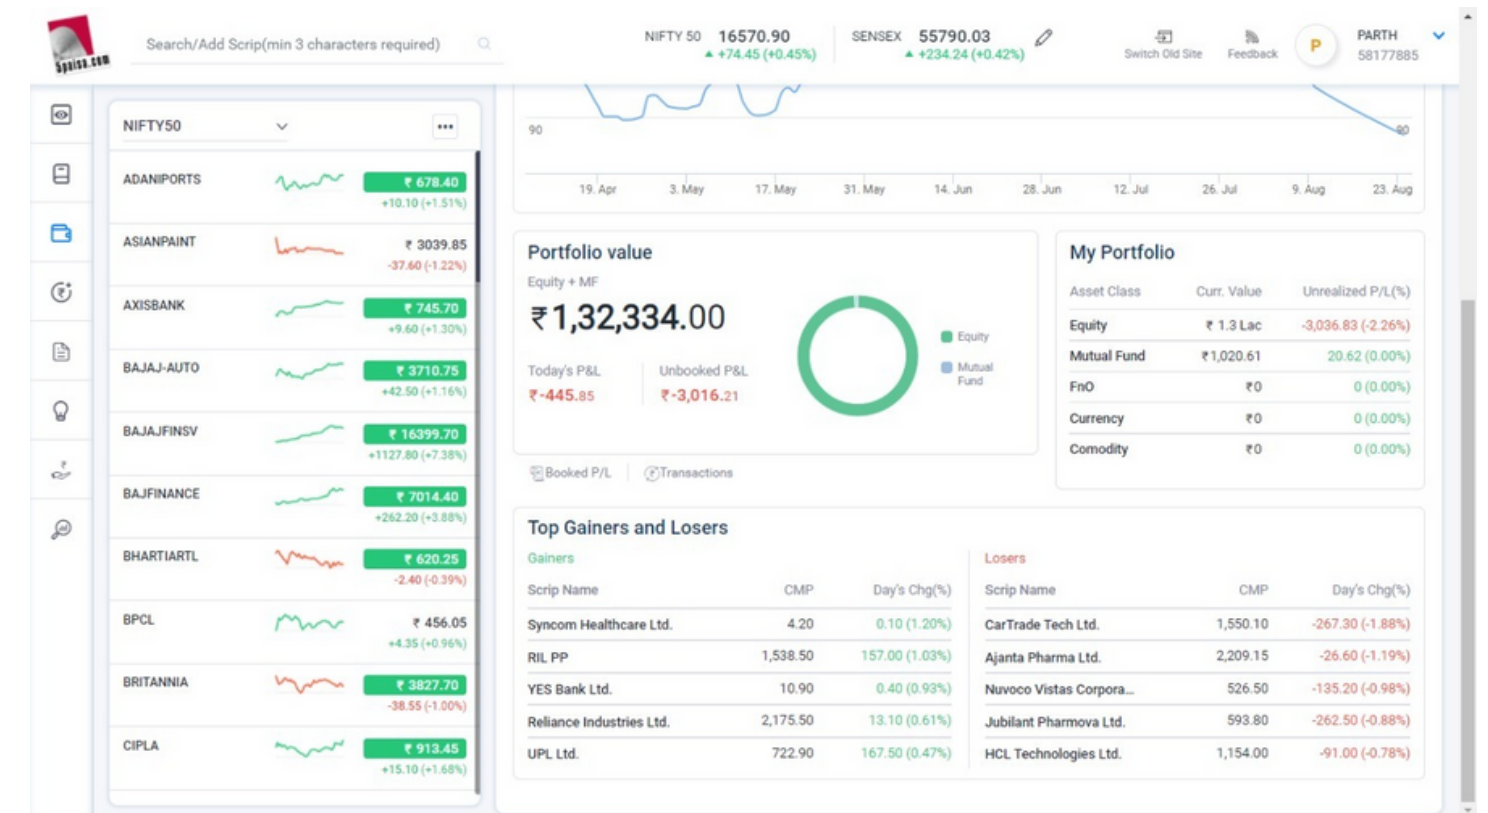 5paisa.com
Search/Add Scrip(min 3 characters required)
NIFTY 50 16570.90
+74.45 (+0.45%)
SENSEX 55790.03
+234.24 (+0.42%)
Switch Old Site
Feedback
P
PARTH
58177885
NIFTY50
ADANIPORTS ₹ 678.40
+10.10 (+1.51%)
ASIANPAINT ₹ 3039.85
-37.60 (-1.22%)
AXISBANK ₹ 745.70
+9.60 (+1.30%)
BAJAJ-AUTO ₹ 3710.75
+42.50 (+1.16%)
BAJAJFINSV ₹ 16399.70
+1127.80 (+7.38%)
BAJFINANCE ₹ 7014.40
+262.20 (+3.88%)
BHARTIARTL ₹ 620.25
-2.40 (-0.39%)
BPCL ₹ 456.05
+4.35 (+0.96%)
BRITANNIA ₹ 3827.70
-38.55 (-1.00%)
CIPLA ₹ 913.45
+15.10 (+1.68%)
90 90
19. Apr 3. May 17. May 31. May 14. Jun 28. Jun 12. Jul 26. Jul 9. Aug 23. Aug
Portfolio value
Equity + MF
₹1,32,334.00
Today's P&L Unbooked P&L
₹-445.85 ₹-3,016.21
Equity
Mutual
Fund
Booked P/L Transactions
My Portfolio
Asset Class Curr. Value Unrealized P/L(%)
Equity ₹ 1.3 Lac -3,036.83 (-2.26%)
Mutual Fund ₹1,020.61 20.62 (0.00%)
FnO ₹0 0 (0.00%)
Currency ₹0 0 (0.00%)
Comodity ₹0 0 (0.00%)
Top Gainers and Losers
Gainers
Scrip Name CMP Day's Chg(%)
Syncom Healthcare Ltd. 4.20 0.10 (1.20%)
RIL PP 1,538.50 157.00 (1.03%)
YES Bank Ltd. 10.90 0.40 (0.93%)
Reliance Industries Ltd. 2,175.50 13.10 (0.61%)
UPL Ltd. 722.90 167.50 (0.47%)
Losers
Scrip Name CMP Day's Chg(%)
CarTrade Tech Ltd. 1,550.10 -267.30 (-1.88%)
Ajanta Pharma Ltd. 2,209.15 -26.60 (-1.19%)
Nuvoco Vistas Corpora... 526.50 -135.20 (-0.98%)
Jubilant Pharmova Ltd. 593.80 -262.50 (-0.88%)
HCL Technologies Ltd. 1,154.00 -91.00 (-0.78%)